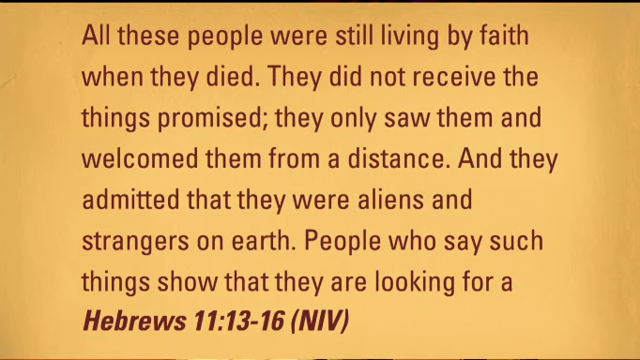 All these people were still living by faith
when they died. They did not receive the
things promised; they only saw them and
welcomed them from a distance. And they
admitted that they were aliens and
strangers on earth. People who say such
things show that they are looking for a
Hebrews 11:13-16 (NIV)